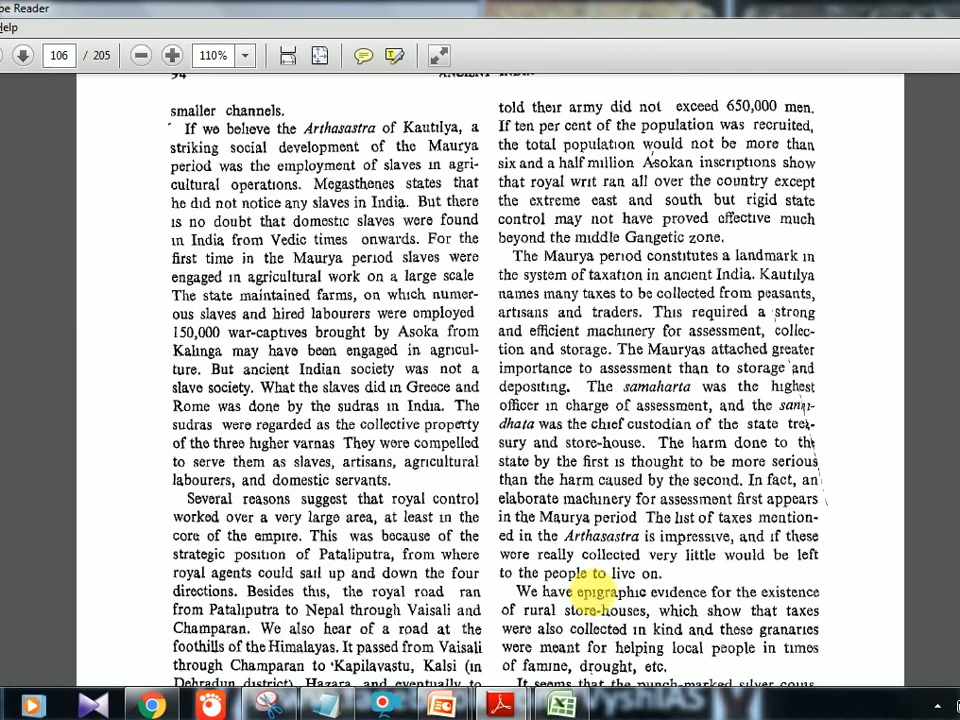 be Reader
Help
106 / 205
110%
94
ANCIENT INDIA
smaller channels.
If we believe the Arthasastra of Kautilya, a
striking social development of the Maurya
period was the employment of slaves in agri-
cultural operations. Megasthenes states that
he did not notice any slaves in India. But there
is no doubt that domestic slaves were found
in India from Vedic times onwards. For the
first time in the Maurya period slaves were
engaged in agricultural work on a large scale
The state maintained farms, on which numer-
ous slaves and hired labourers were employed
150,000 war-captives brought by Asoka from
Kalinga may have been engaged in agricul-
ture. But ancient Indian society was not a
slave society. What the slaves did in Greece and
Rome was done by the sudras in India. The
sudras were regarded as the collective property
of the three higher varnas They were compelled
to serve them as slaves, artisans, agricultural
labourers, and domestic servants.
Several reasons suggest that royal control
worked over a very large area, at least in the
core of the empire. This was because of the
strategic position of Pataliputra, from where
royal agents could sail up and down the four
directions. Besides this, the royal road ran
from Pataliputra to Nepal through Vaisali and
Champaran. We also hear of a road at the
foothills of the Himalayas. It passed from Vaisali
through Champaran to Kapilavastu, Kalsi (in
Dehradun district), Hazara, and eventually to
told their army did not exceed 650,000 men.
If ten per cent of the population was recruited,
the total population would not be more than
six and a half million Asokan inscriptions show
that royal writ ran all over the country except
the extreme east and south but rigid state
control may not have proved effective much
beyond the middle Gangetic zone.
The Maurya period constitutes a landmark in
the system of taxation in ancient India. Kautilya
names many taxes to be collected from peasants,
artisans and traders. This required a strong
and efficient machinery for assessment, collec-
tion and storage. The Mauryas attached greater
importance to assessment than to storage and
depositing. The samaharta was the highest
officer in charge of assessment, and the sanni-
dhata was the chief custodian of the state trea-
sury and store-house. The harm done to the
state by the first is thought to be more serious
than the harm caused by the second. In fact, an
elaborate machinery for assessment first appears
in the Maurya period The list of taxes mention-
ed in the Arthasastra is impressive, and if these
were really collected very little would be left
to the people to live on.
We have epigraphic evidence for the existence
of rural store-houses, which show that taxes
were also collected in kind and these granaries
were meant for helping local people in times
of famine, drought, etc.
It seems that the punch-marked silver coins